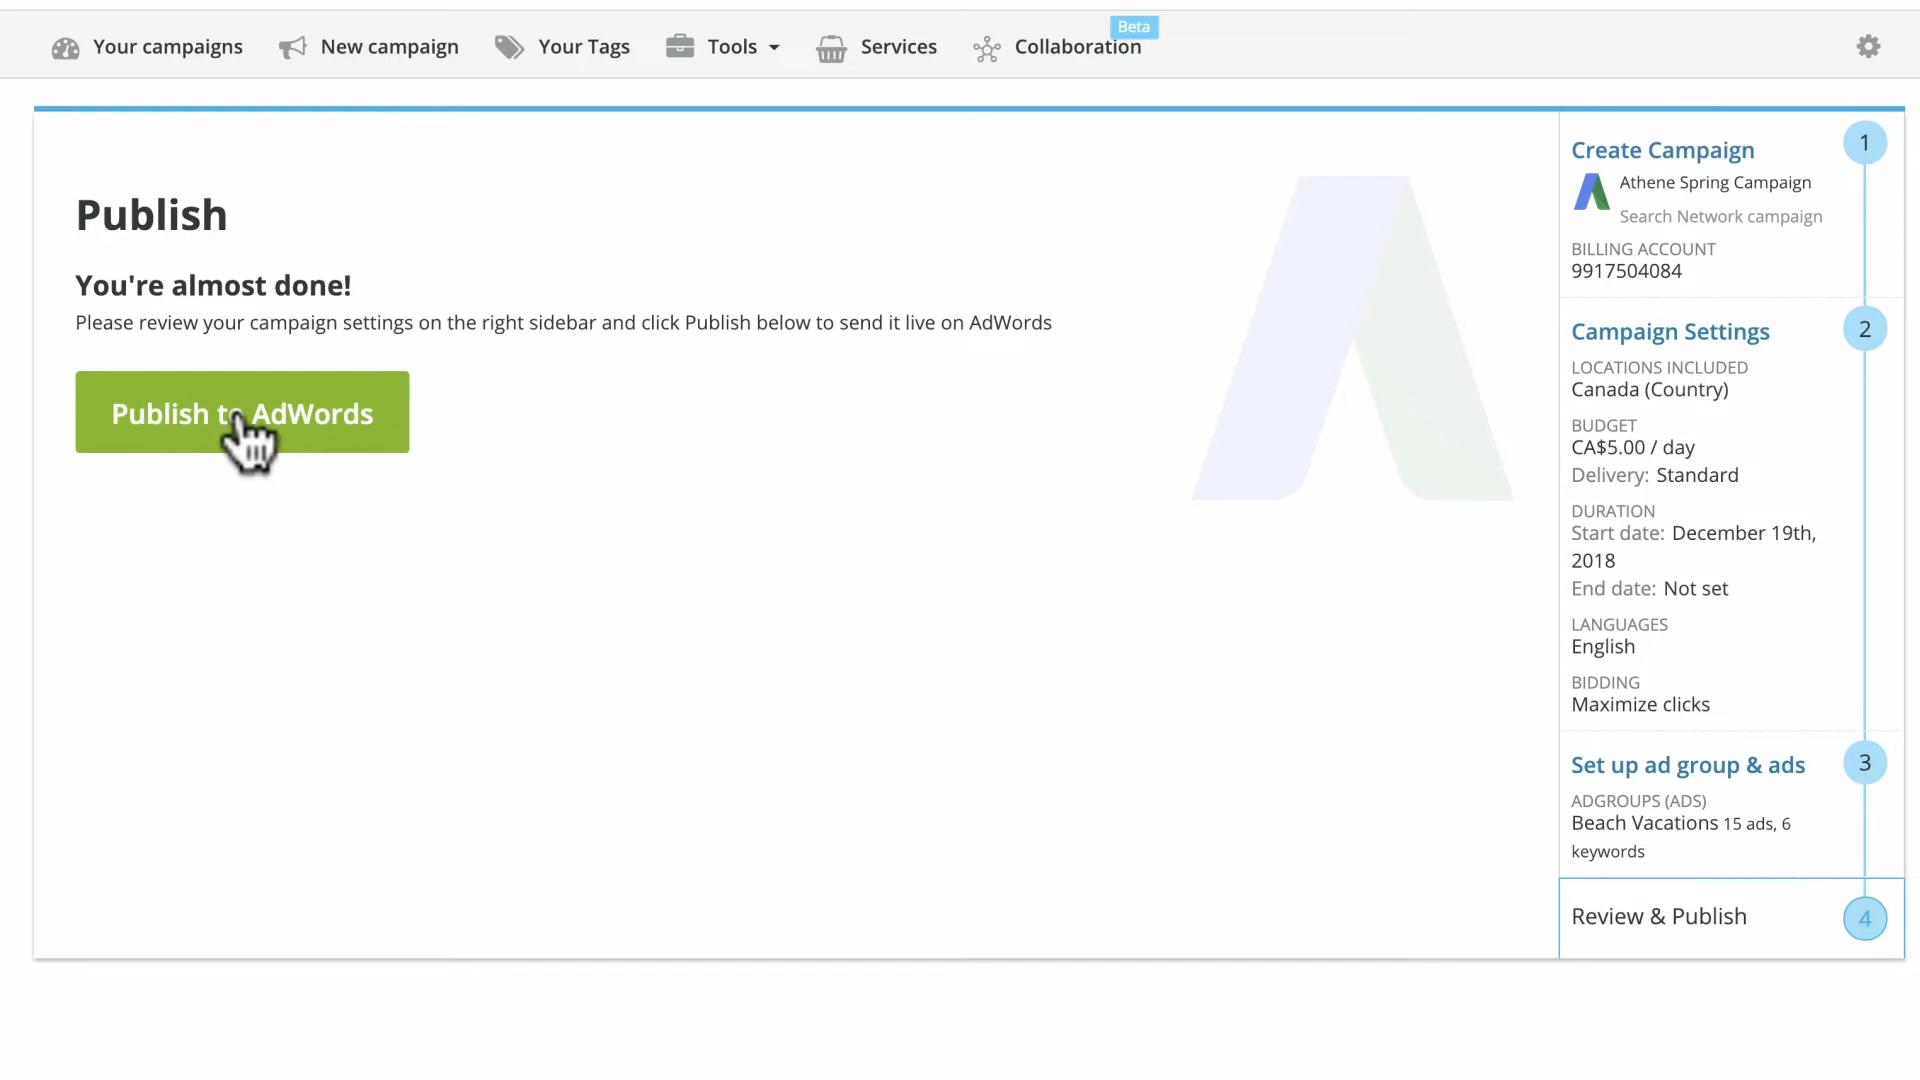 Beta
Your campaigns
New campaign
Your Tags
Tools
Services
Collaboration
Publish
You're almost done!
Please review your campaign settings on the right sidebar and click Publish below to send it live on AdWords
Publish to AdWords
Create Campaign
1
Athene Spring Campaign
Search Network campaign
BILLING ACCOUNT
9917504084
Campaign Settings
2
LOCATIONS INCLUDED
Canada (Country)
BUDGET
CA$5.00 / day
Delivery: Standard
DURATION
Start date: December 19th,
2018
End date: Not set
LANGUAGES
English
BIDDING
Maximize clicks
Set up ad group & ads
3
ADGROUPS (ADS)
Beach Vacations 15 ads, 6
keywords
Review & Publish
4